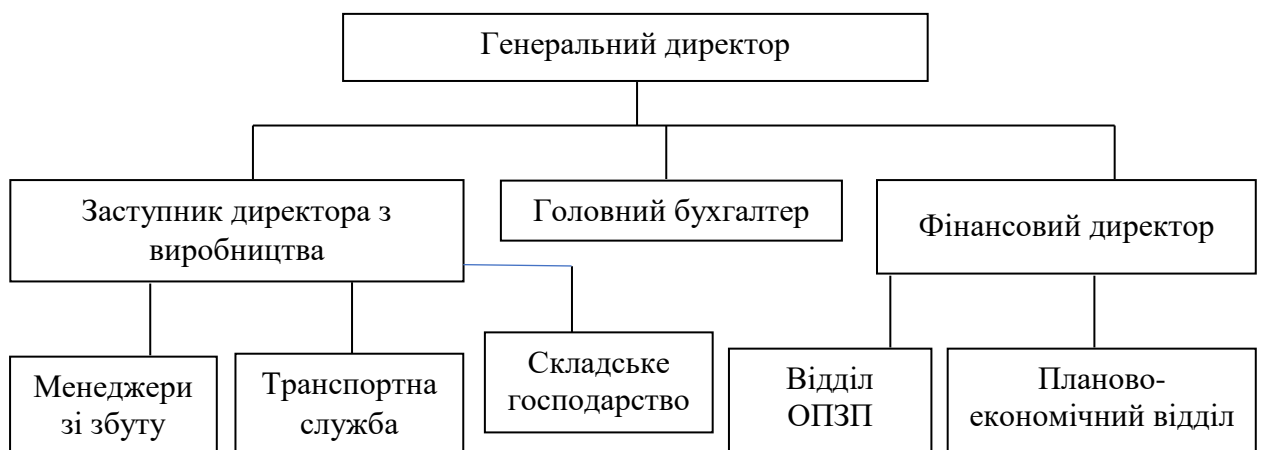 Генеральний директор
Заступник директора з
виробництва
Головний бухгалтер
Фінансовий директор
Менеджери
зі збуту
Транспортна
служба
Складське
господарство
Відділ
ОПЗП
Планово-
економічний відділ